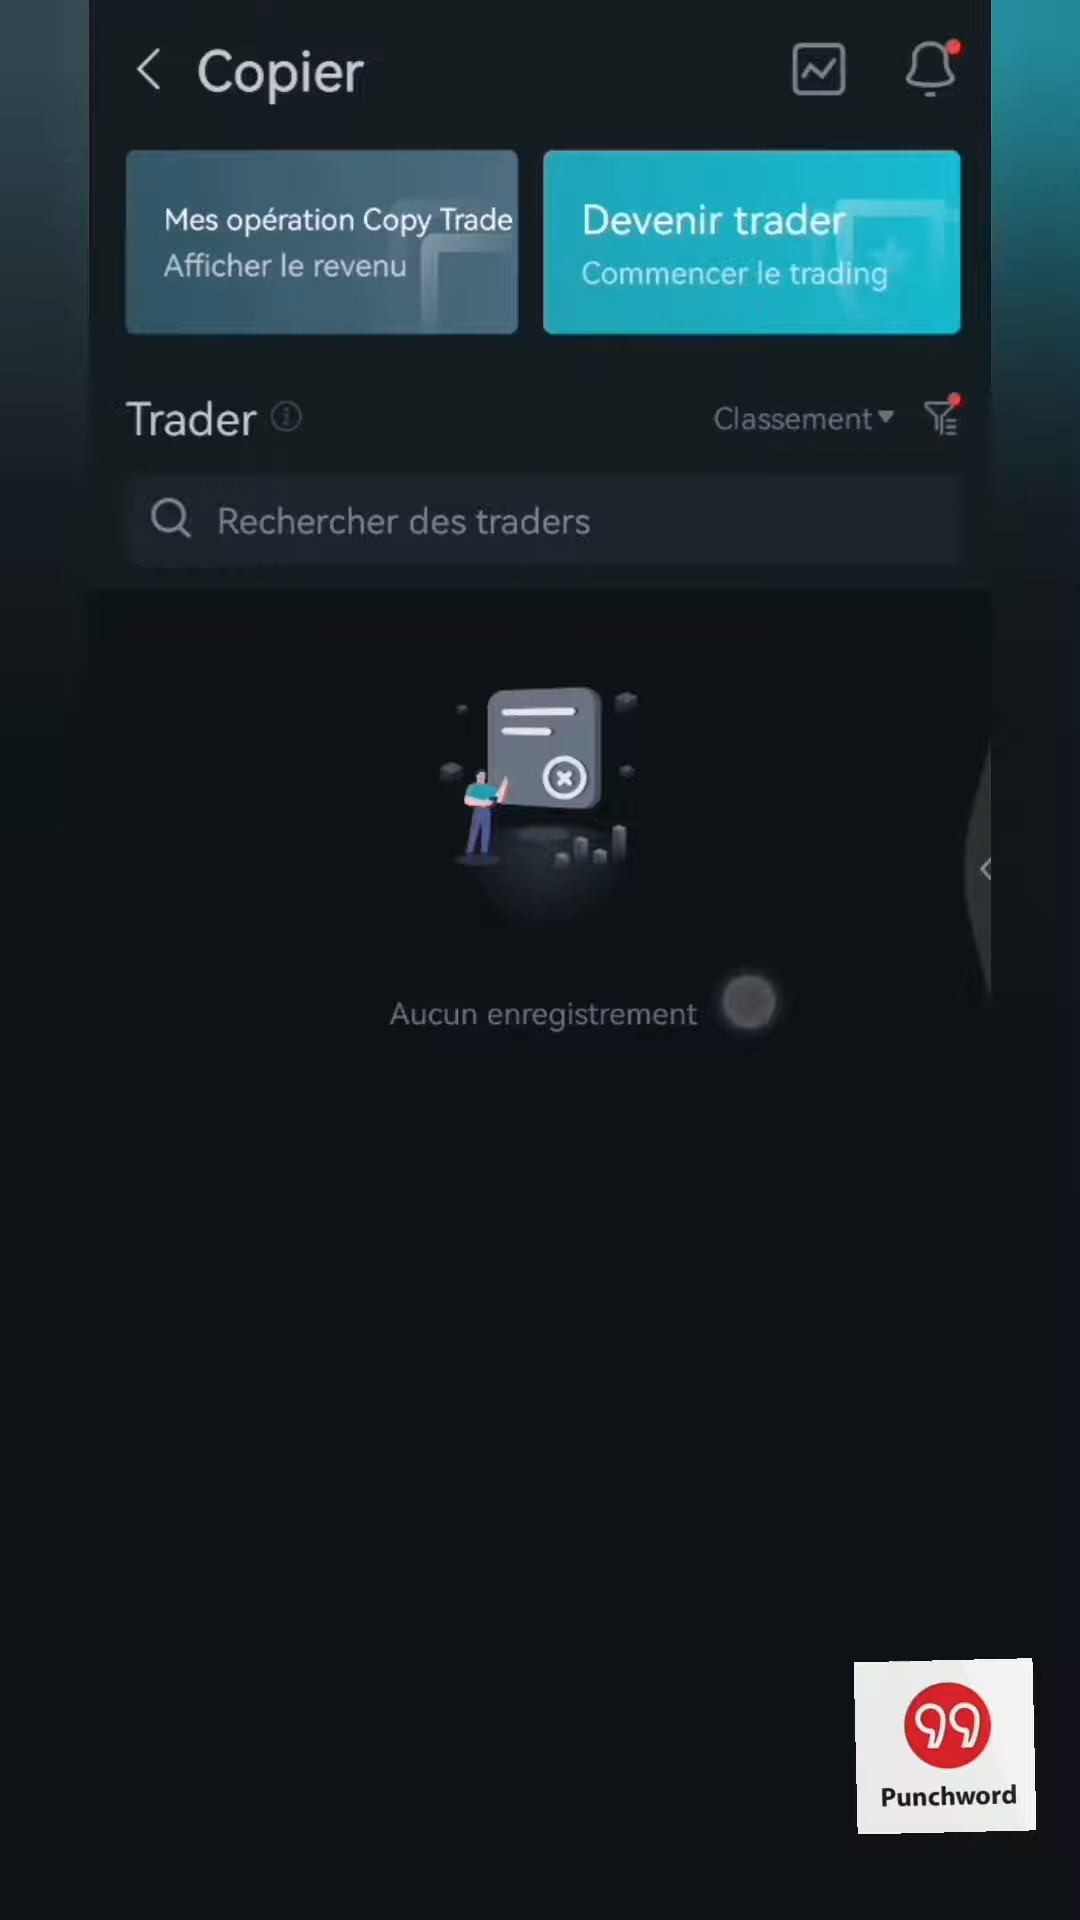 Copier
Mes opération Copy Trade
Afficher le revenu
Devenir trader
Commencer le trading
Trader
Classement
Rechercher des traders
Aucun enregistrement
Punchword